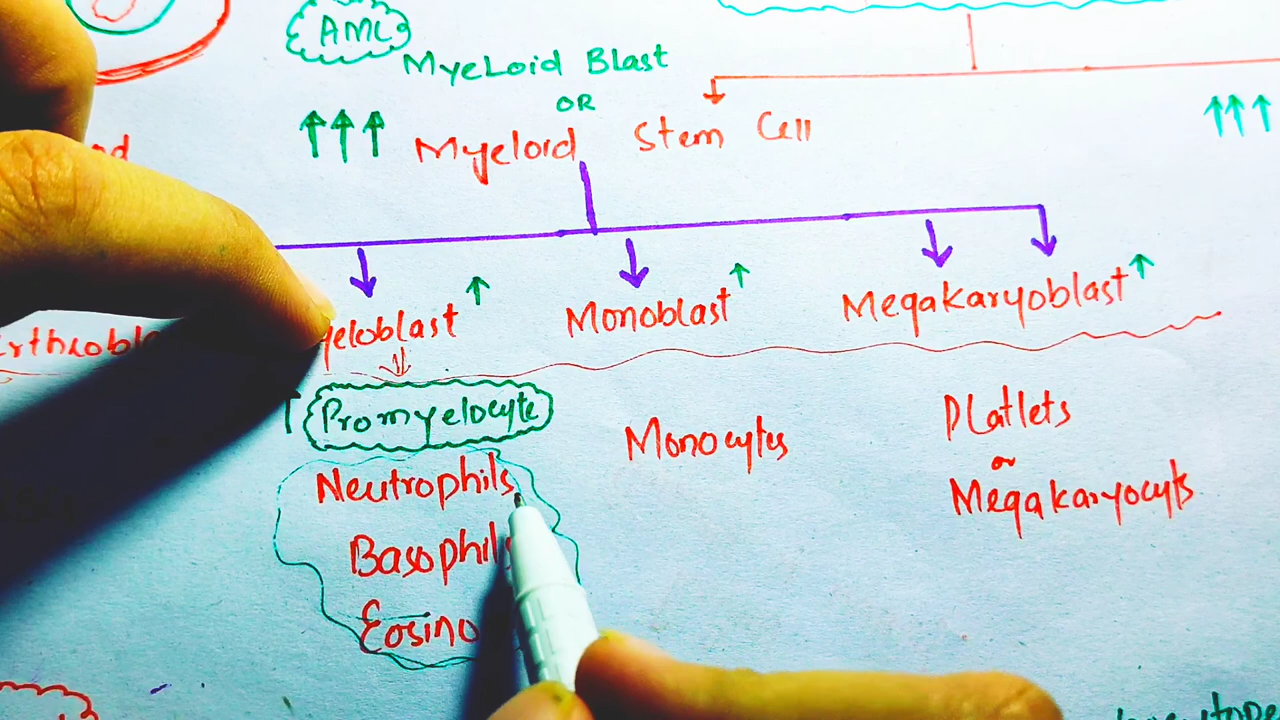 AML
Myeloid Blast
OR
↑↑↑ Myeloid Stem Cell ↑↑↑
yeloblast ↑
Monoblast ↑
Megakaryoblast ↑
↑ Promyelocyte
Neutrophils
Basophils
Eosino
Monocytes
Platlets
or
Megakaryocyts